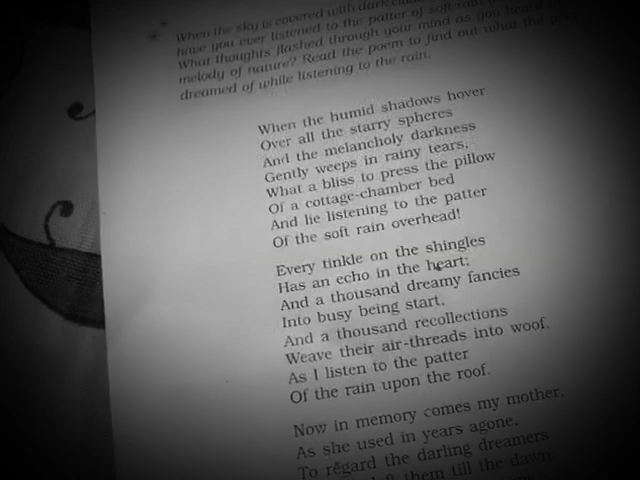 When the sky is covered with dark
have you ever listened to the patter of soft rain
What thoughts flashed through your mind as you heard
melody of nature? Read the poem to find out what the
dreamed of while listening to the rain.
When the humid shadows hover
Over all the starry spheres
And the melancholy darkness
Gently weeps in rainy tears,
What a bliss to press the pillow
Of a cottage-chamber bed
And lie listening to the patter
Of the soft rain overhead!
Every tinkle on the shingles
Has an echo in the heart;
And a thousand dreamy fancies
Into busy being start,
And a thousand recollections
Weave their air-threads into woof,
As I listen to the patter
Of the rain upon the roof.
Now in memory comes my mother,
As she used in years agone,
To regard the darling dreamers
them till the dawn